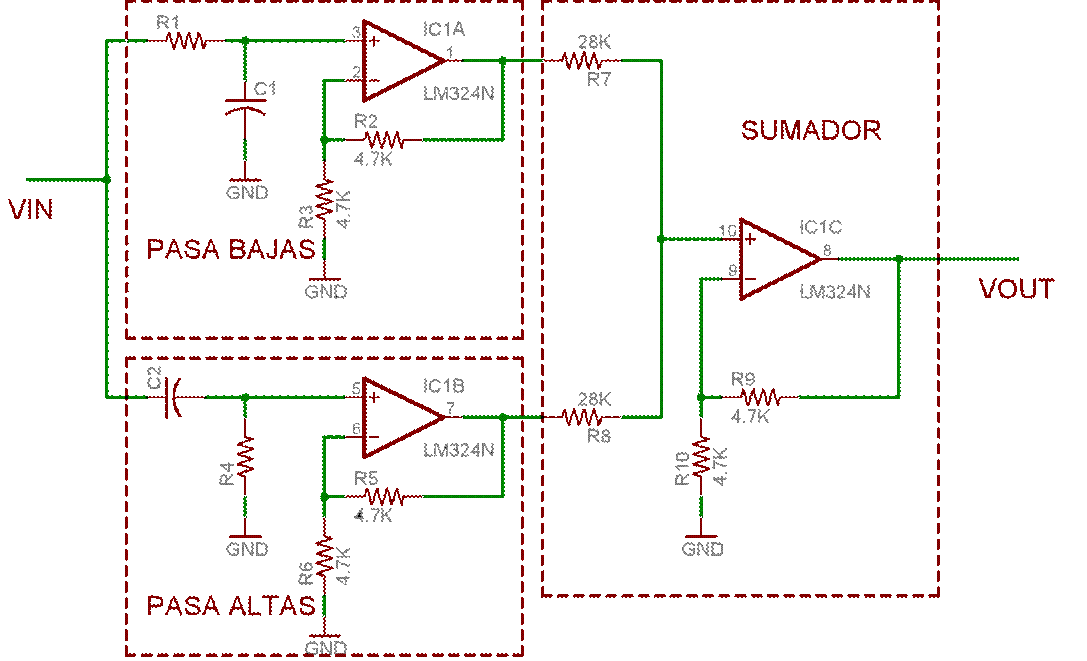 VIN
R1
C1
GND
3
2
1
IC1A
LM324N
R2
4.7K
R3
4.7K
GND
PASA BAJAS
C2
R4
GND
5
6
7
IC1B
LM324N
R5
4.7K
R6
4.7K
GND
PASA ALTAS
28K
R7
28K
R8
SUMADOR
10
9
8
IC1C
LM324N
R9
4.7K
R10
4.7K
GND
VOUT